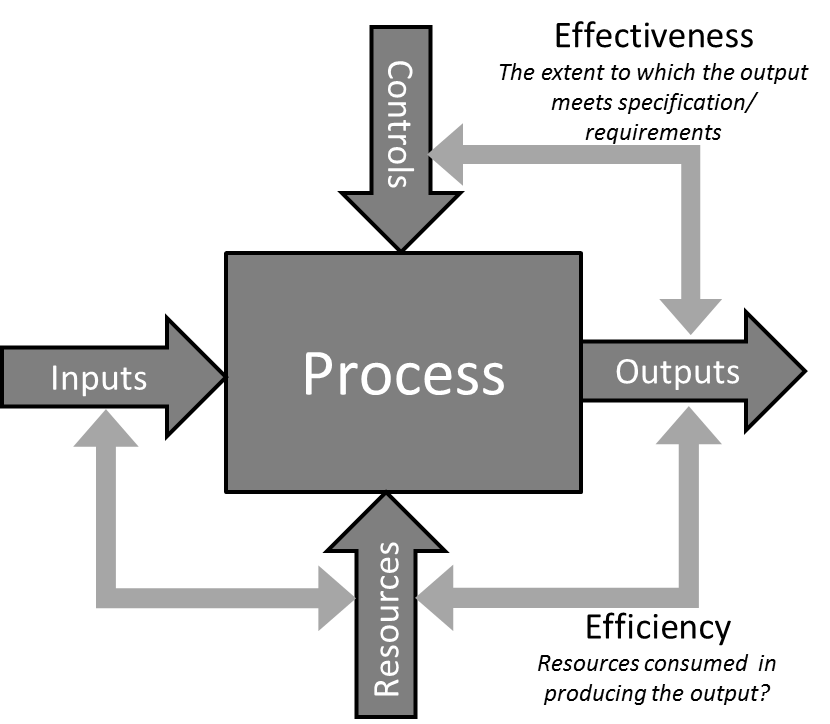 Effectiveness
The extent to which the output
meets specification/
requirements
Controls
Inputs
Process
Outputs
Resources
Efficiency
Resources consumed in
producing the output?